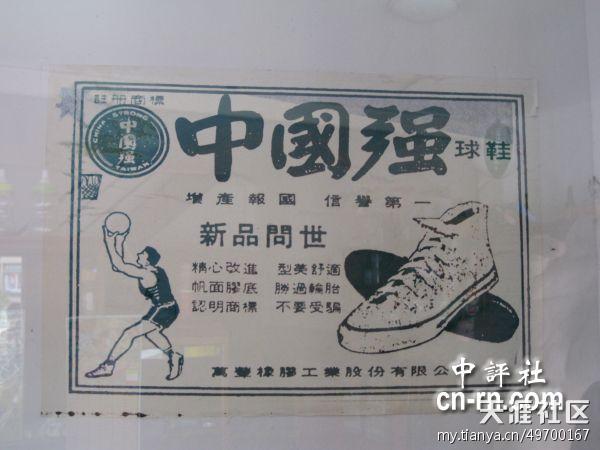 註冊商標
CHINA STRONG
中國強
TAIWAN
中國强 球鞋
增產報國 信譽第一
新品問世
精心改進 型美舒適
帆面膠底 勝過輪胎
認明商標 不要受騙
萬豐橡膠工業股份有限公
中評社
cn-rn.com
天涯社区
my.tianya.cn/49700167